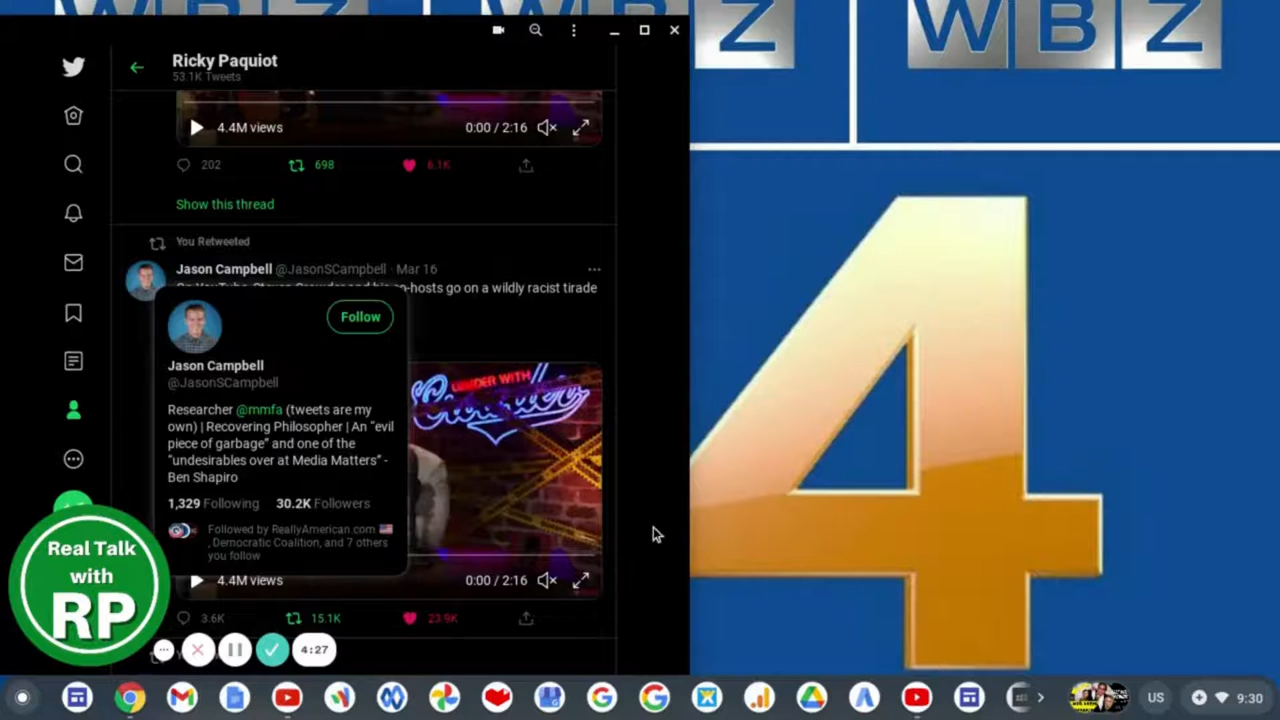 WBZ
Ricky Paquiot
53.1K Tweets
4.4M views
0:00 / 2:16
202
698
6.1K
Show this thread
You Retweeted
Jason Campbell @JasonSCampbell · Mar 16
co-hosts go on a wildly racist tirade
Follow
Jason Campbell
@JasonSCampbell
Researcher @mmfa (tweets are my
own) | Recovering Philosopher | An “evil
piece of garbage” and one of the
“undesirables over at Media Matters” -
Ben Shapiro
1,329 Following 30.2K Followers
Followed by ReallyAmerican.com
, Democratic Coalition, and 7 others
you follow
WITH
4.4M views
0:00 / 2:16
3.6K
15.1K
23.9K
4
Real Talk
with
RP
4:27
US
9:30